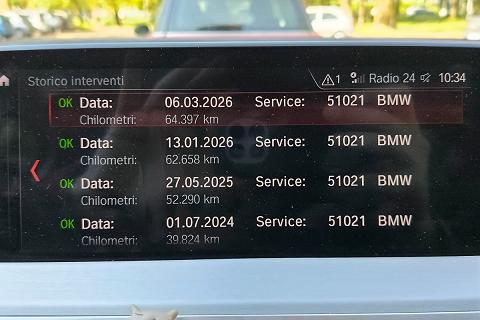 Storico interventi 1 Radio 24 10:34
OK Data: 06.03.2026 Service: 51021 BMW
Chilometri: 64.397 km
OK Data: 13.01.2026 Service: 51021 BMW
Chilometri: 62.658 km
OK Data: 27.05.2025 Service: 51021 BMW
Chilometri: 52.290 km
OK Data: 01.07.2024 Service: 51021 BMW
Chilometri: 39.824 km